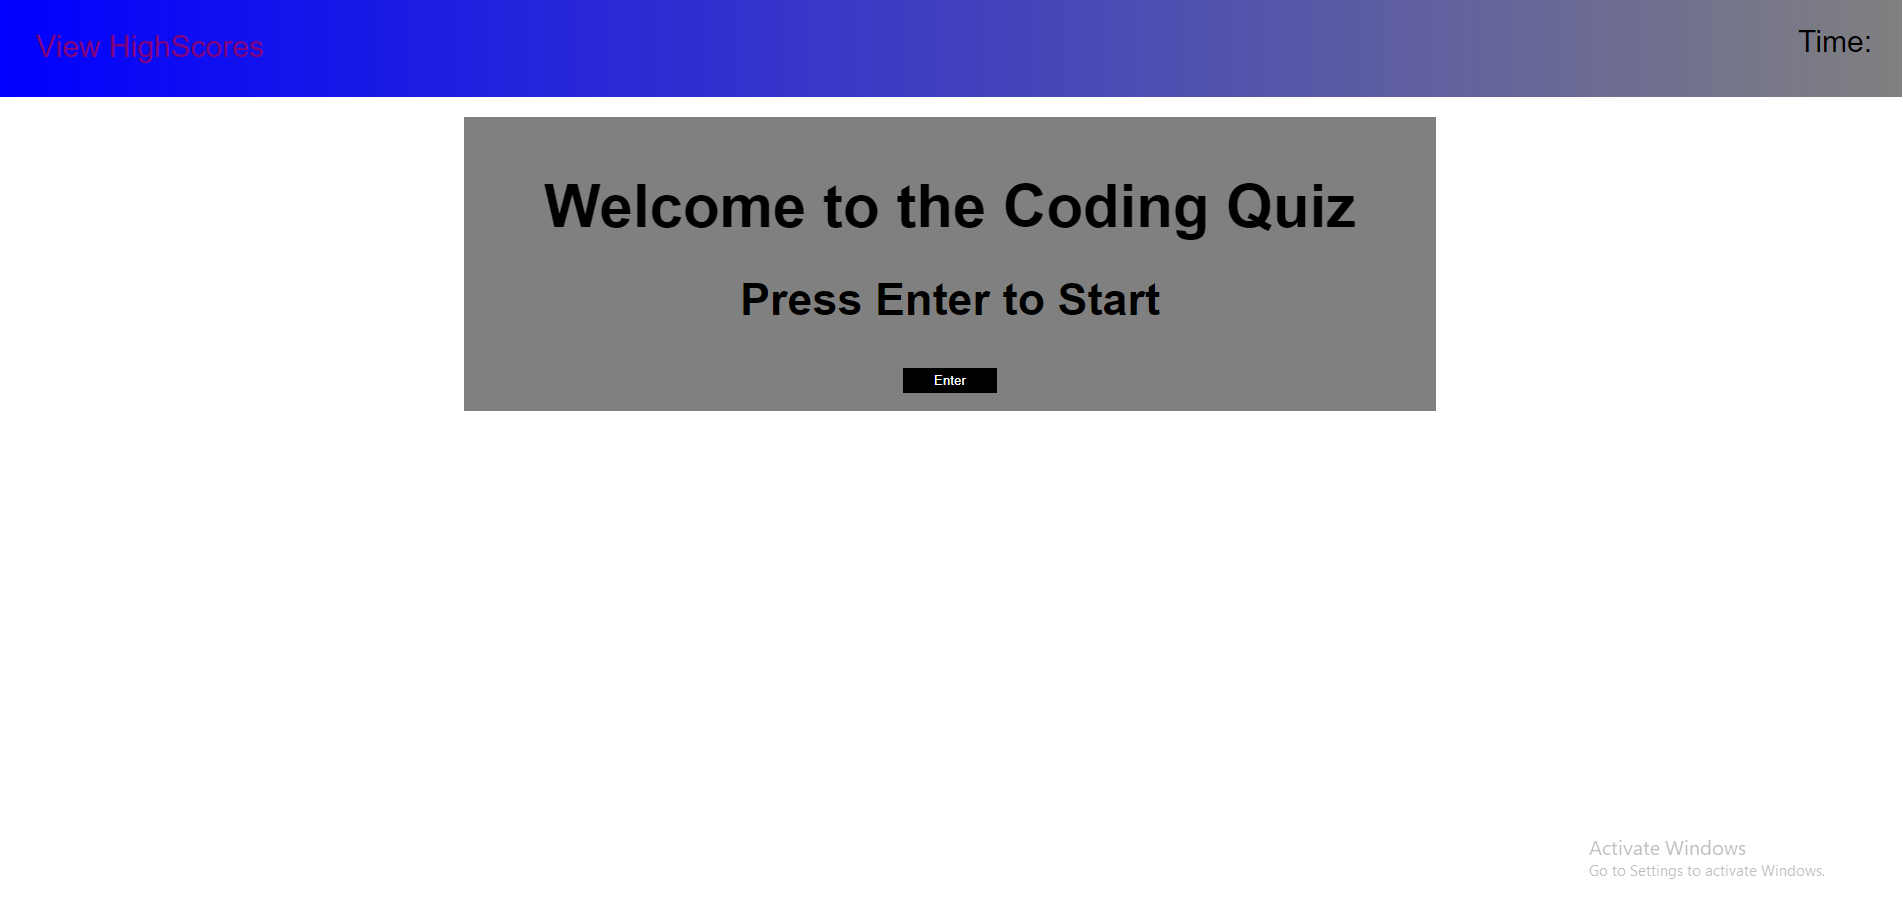 View HighScores
Time:
Welcome to the Coding Quiz
Press Enter to Start
Enter
Activate Windows
Go to Settings to activate Windows.